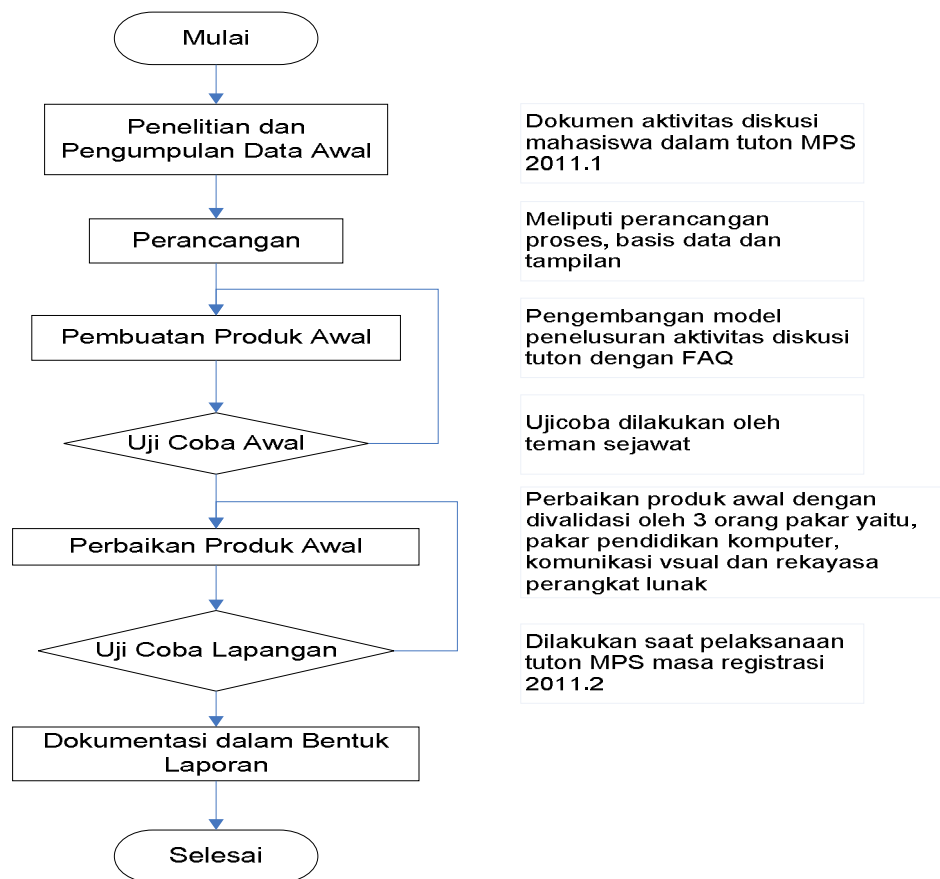 Mulai
Penelitian dan
Pengumpulan Data Awal
Dokumen aktivitas diskusi
mahasiswa dalam tuton MPS
2011.1
Perancangan
Meliputi perancangan
proses, basis data dan
tampilan
Pembuatan Produk Awal
Pengembangan model
penelusuran aktivitas diskusi
tuton dengan FAQ
Uji Coba Awal
Ujicoba dilakukan oleh
teman sejawat
Perbaikan Produk Awal
Perbaikan produk awal dengan
divalidasi oleh 3 orang pakar yaitu,
pakar pendidikan komputer,
komunikasi vsual dan rekayasa
perangkat lunak
Uji Coba Lapangan
Dilakukan saat pelaksanaan
tuton MPS masa registrasi
2011.2
Dokumentasi dalam Bentuk
Laporan
Selesai